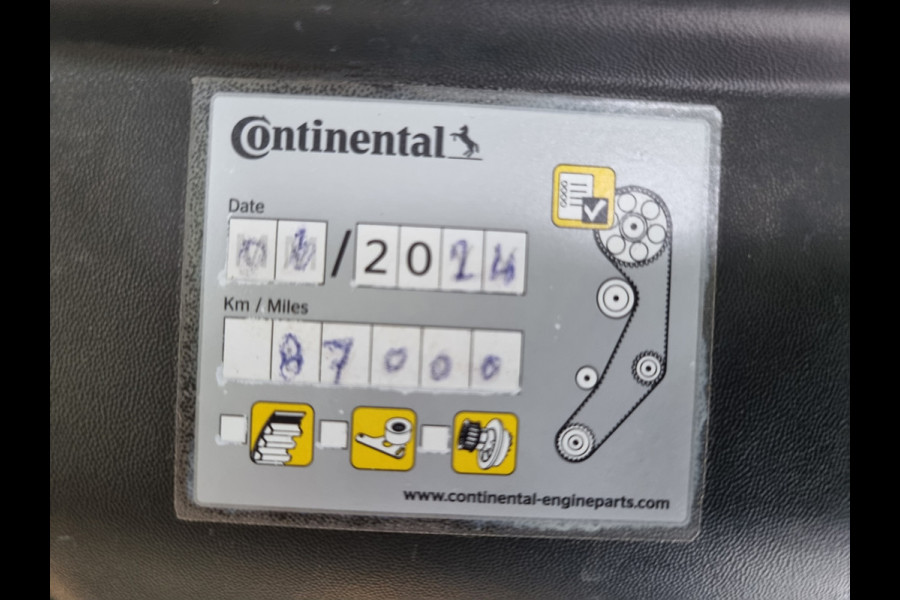 Continental
Date
/2024
Km / Miles
87000
www.continental-engineparts.com